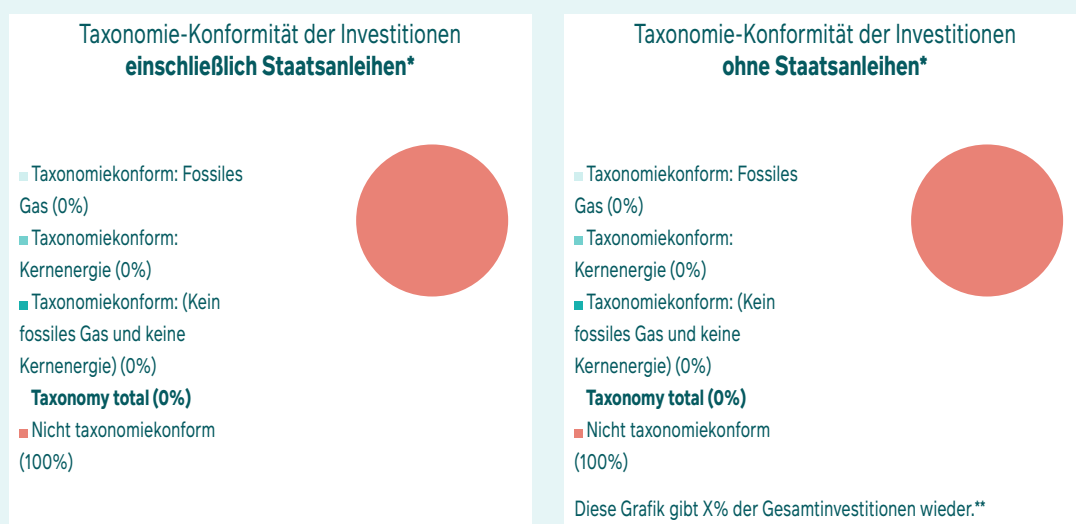 Taxonomie-Konformität der Investitionen
einschließlich Staatsanleihen*
Taxonomiekonform: Fossiles
Gas (0%)
Taxonomiekonform:
Kernenergie (0%)
Taxonomiekonform: (Kein
fossiles Gas und keine
Kernenergie) (0%)
Taxonomy total (0%)
Nicht taxonomiekonform
(100%)
Taxonomie-Konformität der Investitionen
ohne Staatsanleihen*
Taxonomiekonform: Fossiles
Gas (0%)
Taxonomiekonform:
Kernenergie (0%)
Taxonomiekonform: (Kein
fossiles Gas und keine
Kernenergie) (0%)
Taxonomy total (0%)
Nicht taxonomiekonform
(100%)
Diese Grafik gibt X% der Gesamtinvestitionen wieder.**